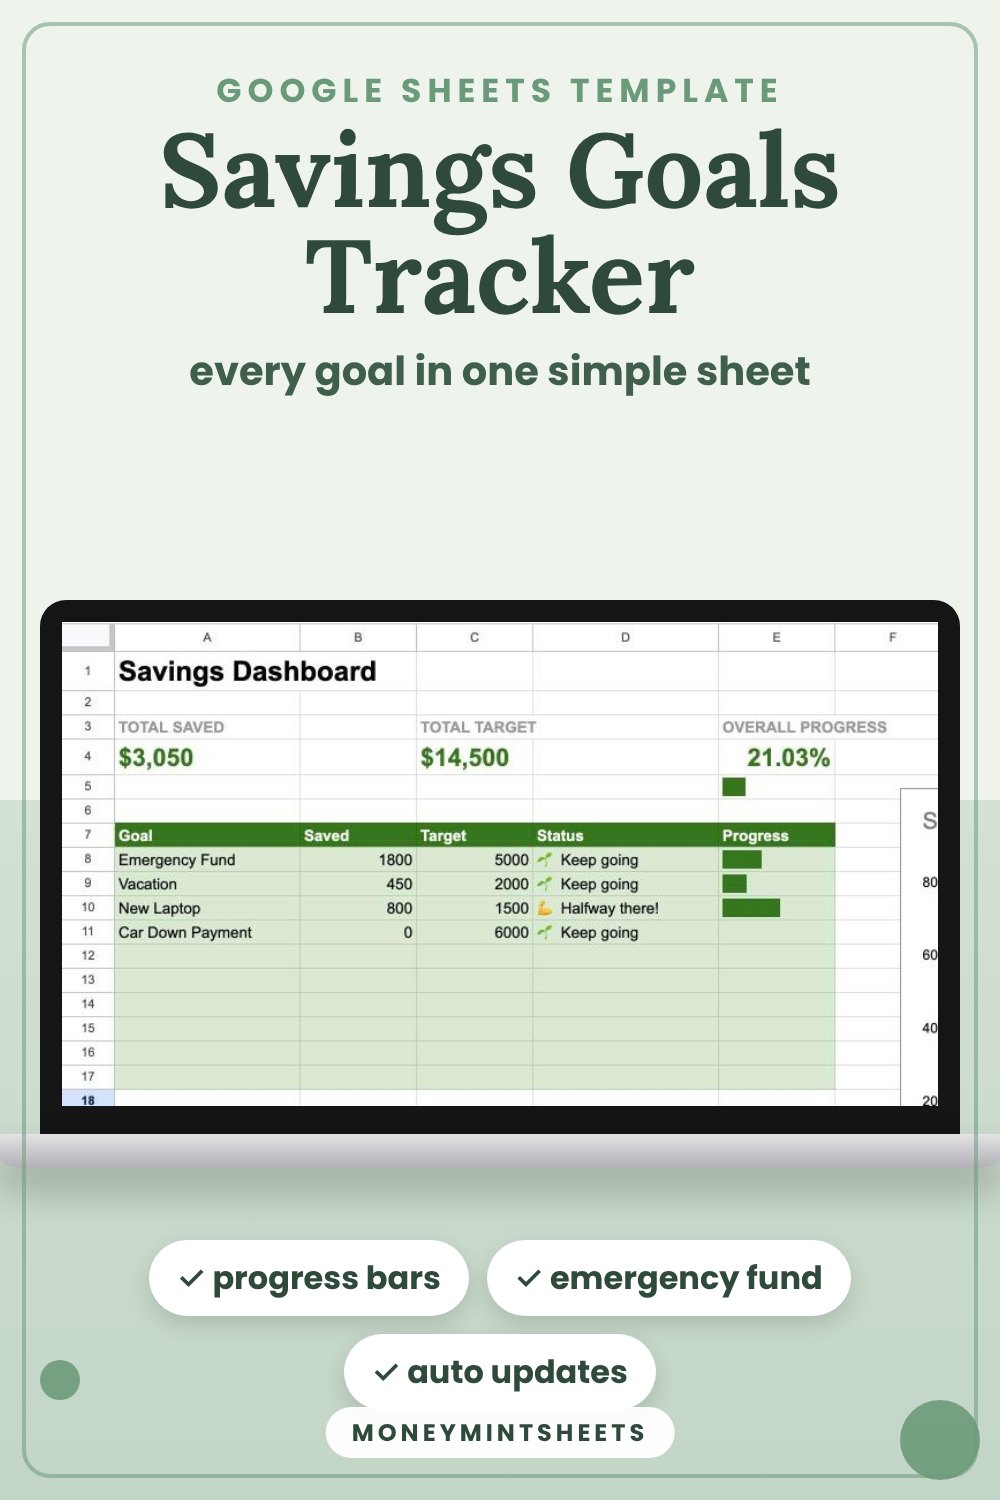 GOOGLE SHEETS TEMPLATE
Savings Goals
Tracker
every goal in one simple sheet
A B C D E F
1 Savings Dashboard
2
3 TOTAL SAVED TOTAL TARGET OVERALL PROGRESS
4 $3,050 $14,500 21.03%
5
6 S
7 Goal Saved Target Status Progress
8 Emergency Fund 1800 5000 🌱 Keep going
9 Vacation 450 2000 🌱 Keep going 80
10 New Laptop 800 1500 💪 Halfway there!
11 Car Down Payment 0 6000 🌱 Keep going
12 60
13
14
15 40
16
17
18 20
✓ progress bars ✓ emergency fund
✓ auto updates
MONEYMINTSHEETS